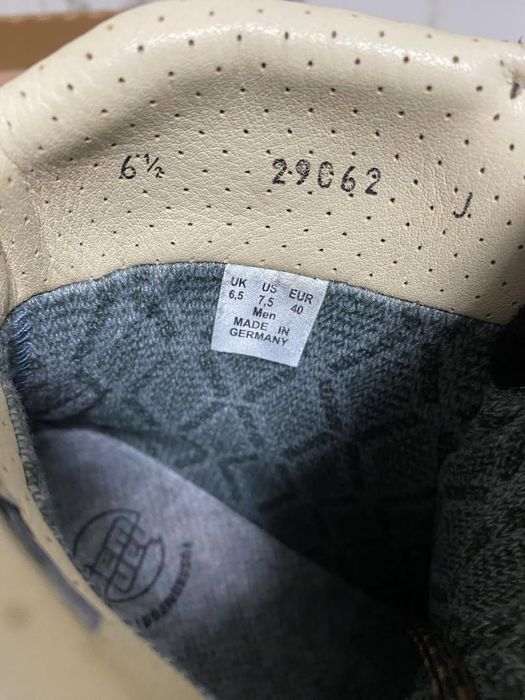 6½ 29062 J.
UK US EUR
6,5 7,5 40
Men
MADE IN
GERMANY